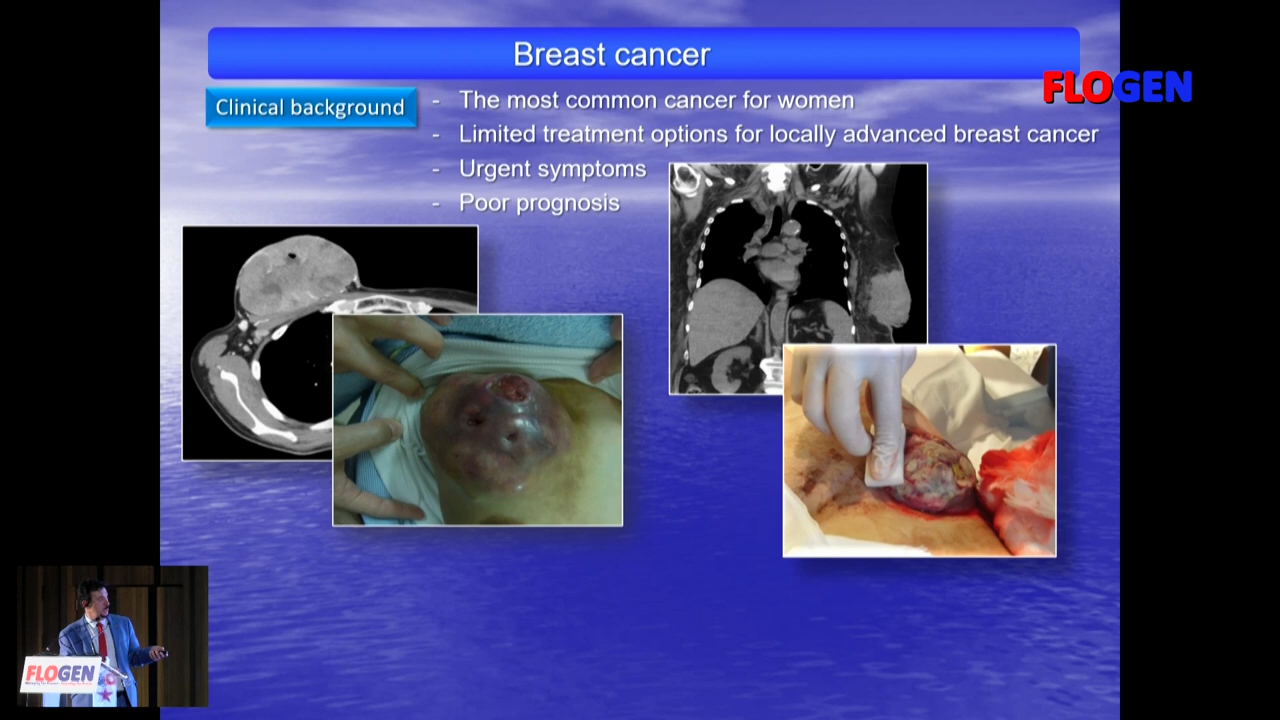 Breast cancer
FLOGEN
Clinical background
- The most common cancer for women
- Limited treatment options for locally advanced breast cancer
- Urgent symptoms
- Poor prognosis
FLOGEN